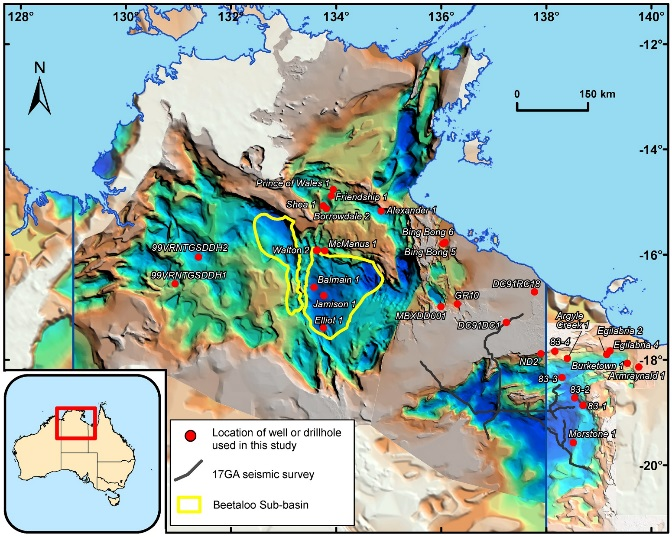 128° 130° 132° 134° 136° 138° 140°
-12°
N
0 150 km
-14°
Prince of Wales 1
Friendship 1
Shea 1
Borrowdale 2
Alexander 1
Bing Bong 6
Walton 2
McManus 1
Bing Bong 5
-16°
99VRNTGSDDH2
99VRNTGSDDH1
Balmain 1
Jamison 1
Elliot 1
DC91RC18
GR10
MBXDD001
DC91DC1
Argyle
Creek 1
Egilabria 2
83-4
Egilabria 4
-18°
ND2
Burketown 1
Armraynald 1
83-3
83-2
83-1
Morstone 1
-20°
Location of well or drillhole
used in this study
17GA seismic survey
Beetaloo Sub-basin